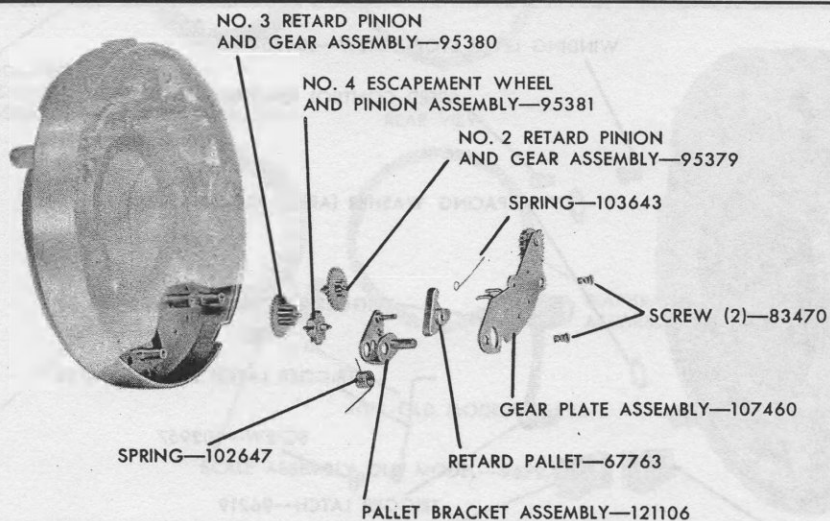 NO. 3 RETARD PINION
AND GEAR ASSEMBLY—95380
NO. 4 ESCAPEMENT WHEEL
AND PINION ASSEMBLY—95381
NO. 2 RETARD PINION
AND GEAR ASSEMBLY—95379
SPRING—103643
SCREW (2)—83470
GEAR PLATE ASSEMBLY—107460
SPRING—102647
RETARD PALLET—67763
PALLET BRACKET ASSEMBLY—121106